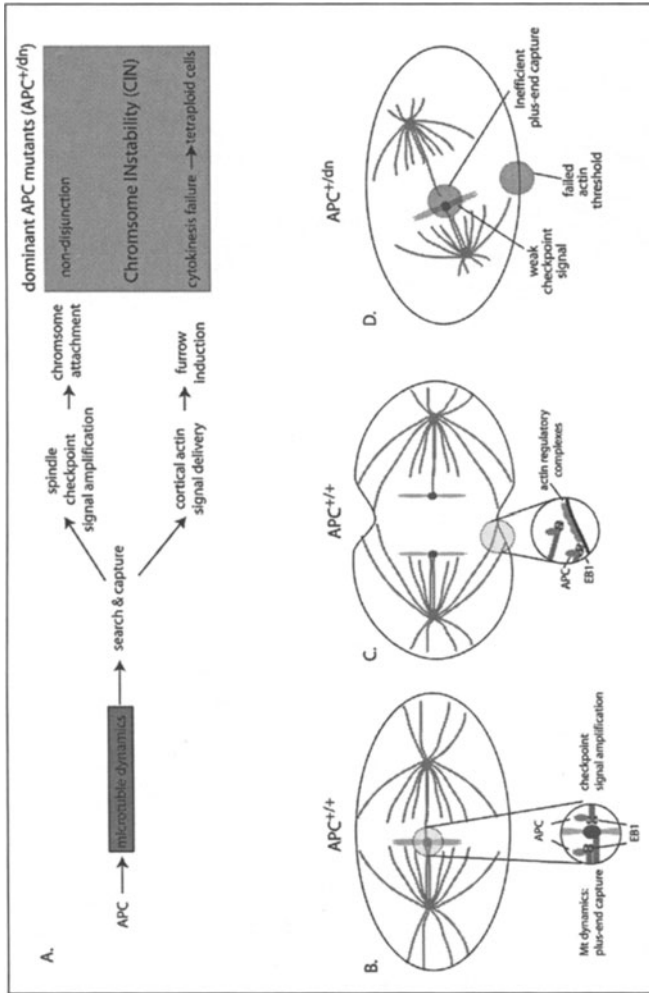 A.
APC
microtuble dynamics
search & capture
spindle
checkpoint
signal amplification
chromsome
attachment
cortical actin
signal delivery
furrow
induction
dominant APC mutants (APC+/dn)
non-disjunction
Chromsome INstability (CIN)
cytokinesis failure
tetraploid cells
B.
APC+/+
Mt dynamics:
plus-end capture
APC
EB1
checkpoint
signal amplification
C.
APC+/+
APC
EB1
actin regulatory
complexes
D.
APC+/dn
weak
checkpoint
signal
failed
actin
threshold
Inefficient
plus-end capture